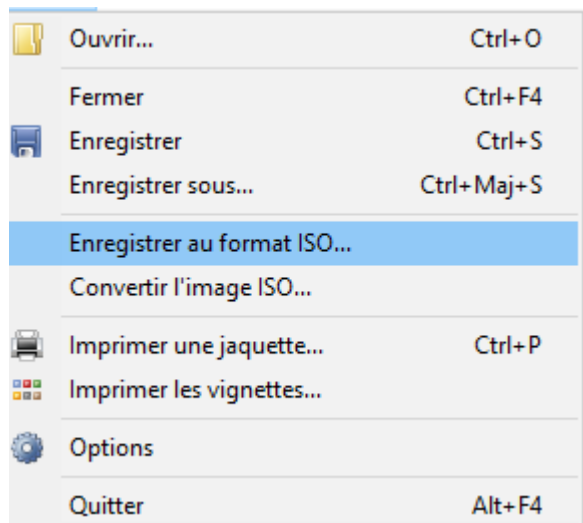 Ouvrir... Ctrl+O
Fermer Ctrl+F4
Enregistrer Ctrl+S
Enregistrer sous... Ctrl+Maj+S
Enregistrer au format ISO...
Convertir l'image ISO...
Imprimer une jaquette... Ctrl+P
Imprimer les vignettes...
Options
Quitter Alt+F4